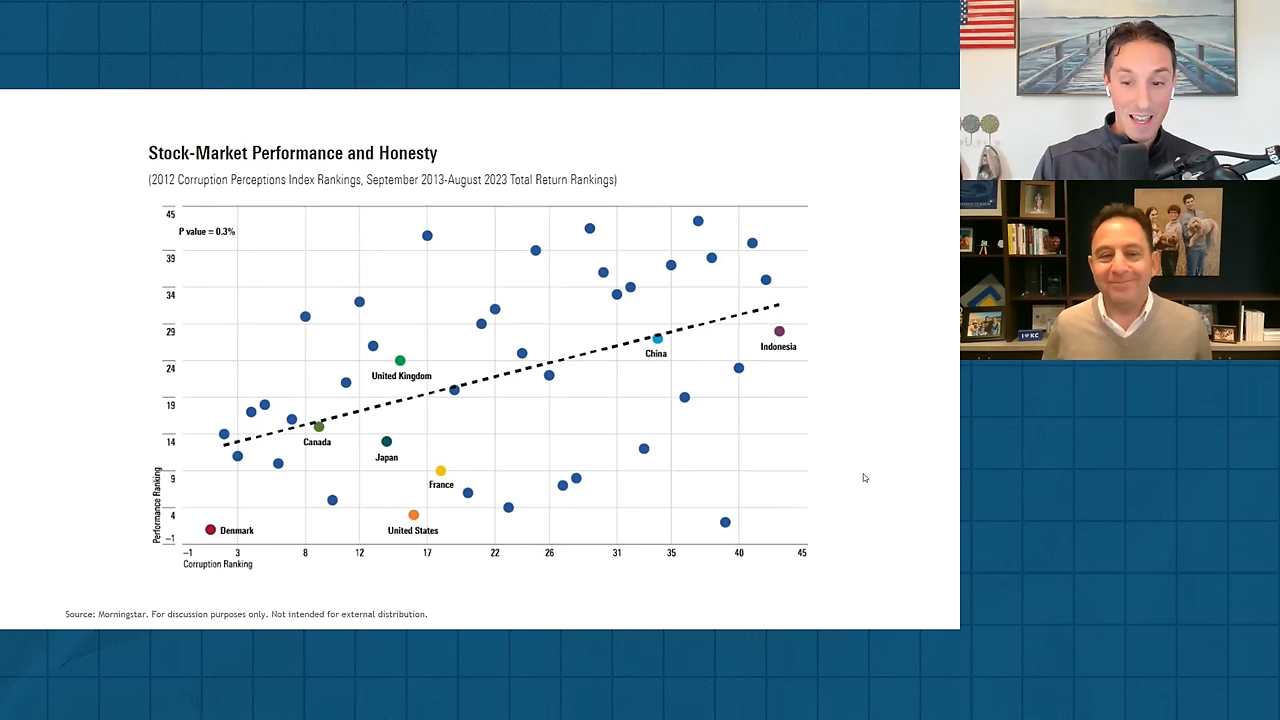 Stock-Market Performance and Honesty
(2012 Corruption Perceptions Index Rankings, September 2013-August 2023 Total Return Rankings)
45
P value = 0.3%
39
34
29
24
19
14
9
4
–1
Performance Ranking
China
Indonesia
United Kingdom
Canada
Japan
France
Denmark
United States
–1
3
8
12
17
22
26
31
35
40
45
Corruption Ranking
Source: Morningstar. For discussion purposes only. Not intended for external distribution.
I ♥ KC